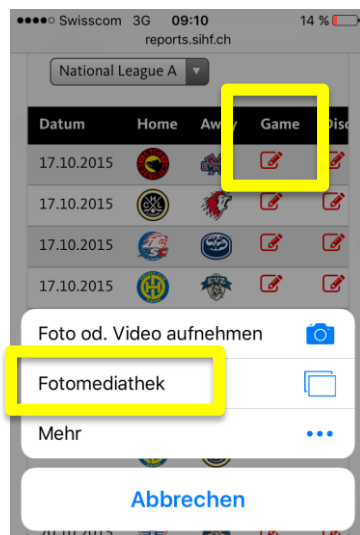 Swisscom 3G 09:10 14 %
reports.sihf.ch
National League A
Datum Home Away Game Disc
17.10.2015
17.10.2015
17.10.2015
17.10.2015
Foto od. Video aufnehmen
Fotomediathek
Mehr
Abbrechen